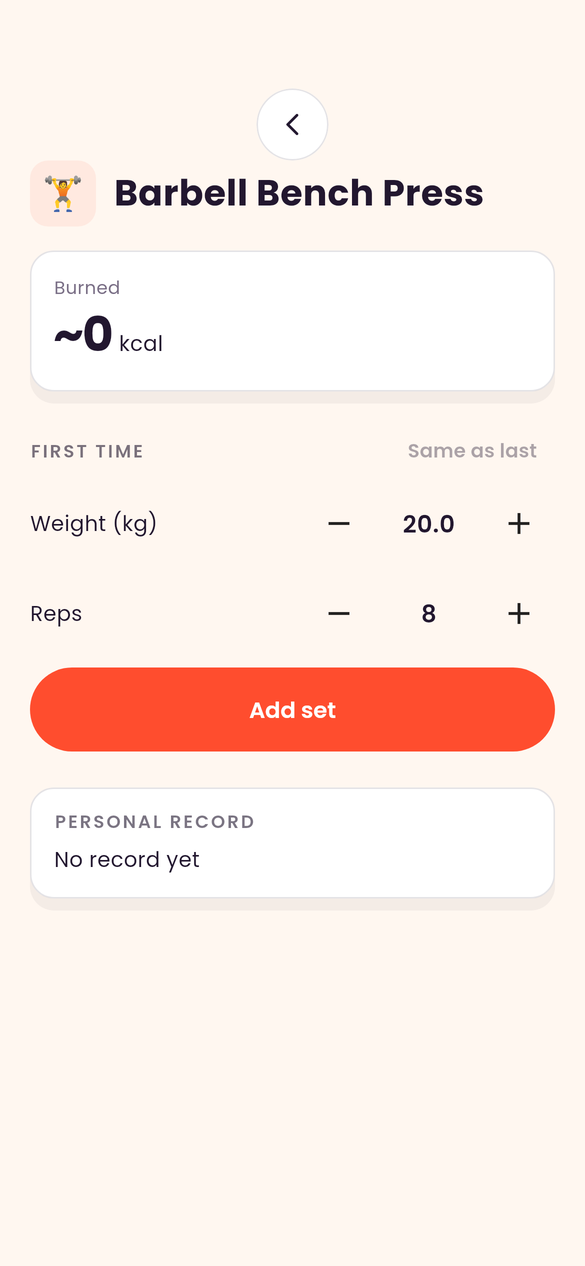 Barbell Bench Press
Burned
~0 kcal
FIRST TIME Same as last
Weight (kg) − 20.0 +
Reps − 8 +
Add set
PERSONAL RECORD
No record yet